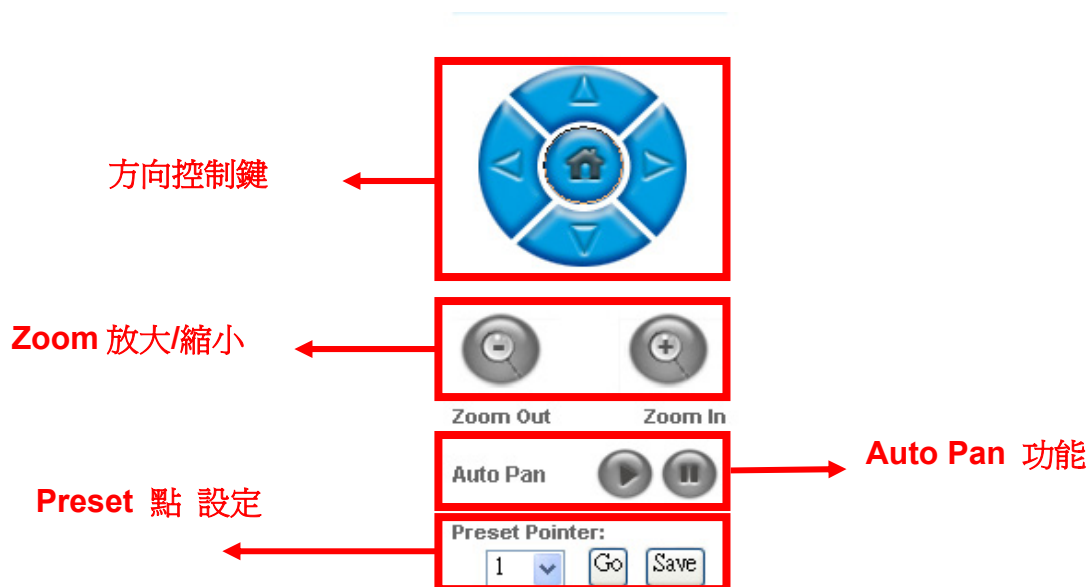 方向控制鍵
Zoom 放大/縮小
Zoom Out Zoom In
Auto Pan
Auto Pan 功能
Preset 點 設定
Preset Pointer:
1 Go Save